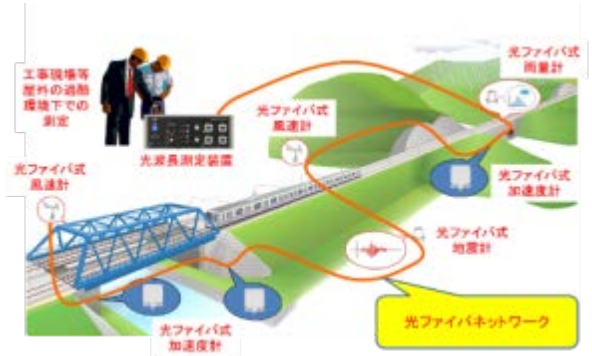 工事現場等
屋外の過酷
環境下での
測定
光波長測定装置
光ファイバ式
風速計
光ファイバ式
雨量計
光ファイバ式
風速計
光ファイバ式
加速度計
光ファイバ式
地震計
光ファイバ式
加速度計
光ファイバネットワーク